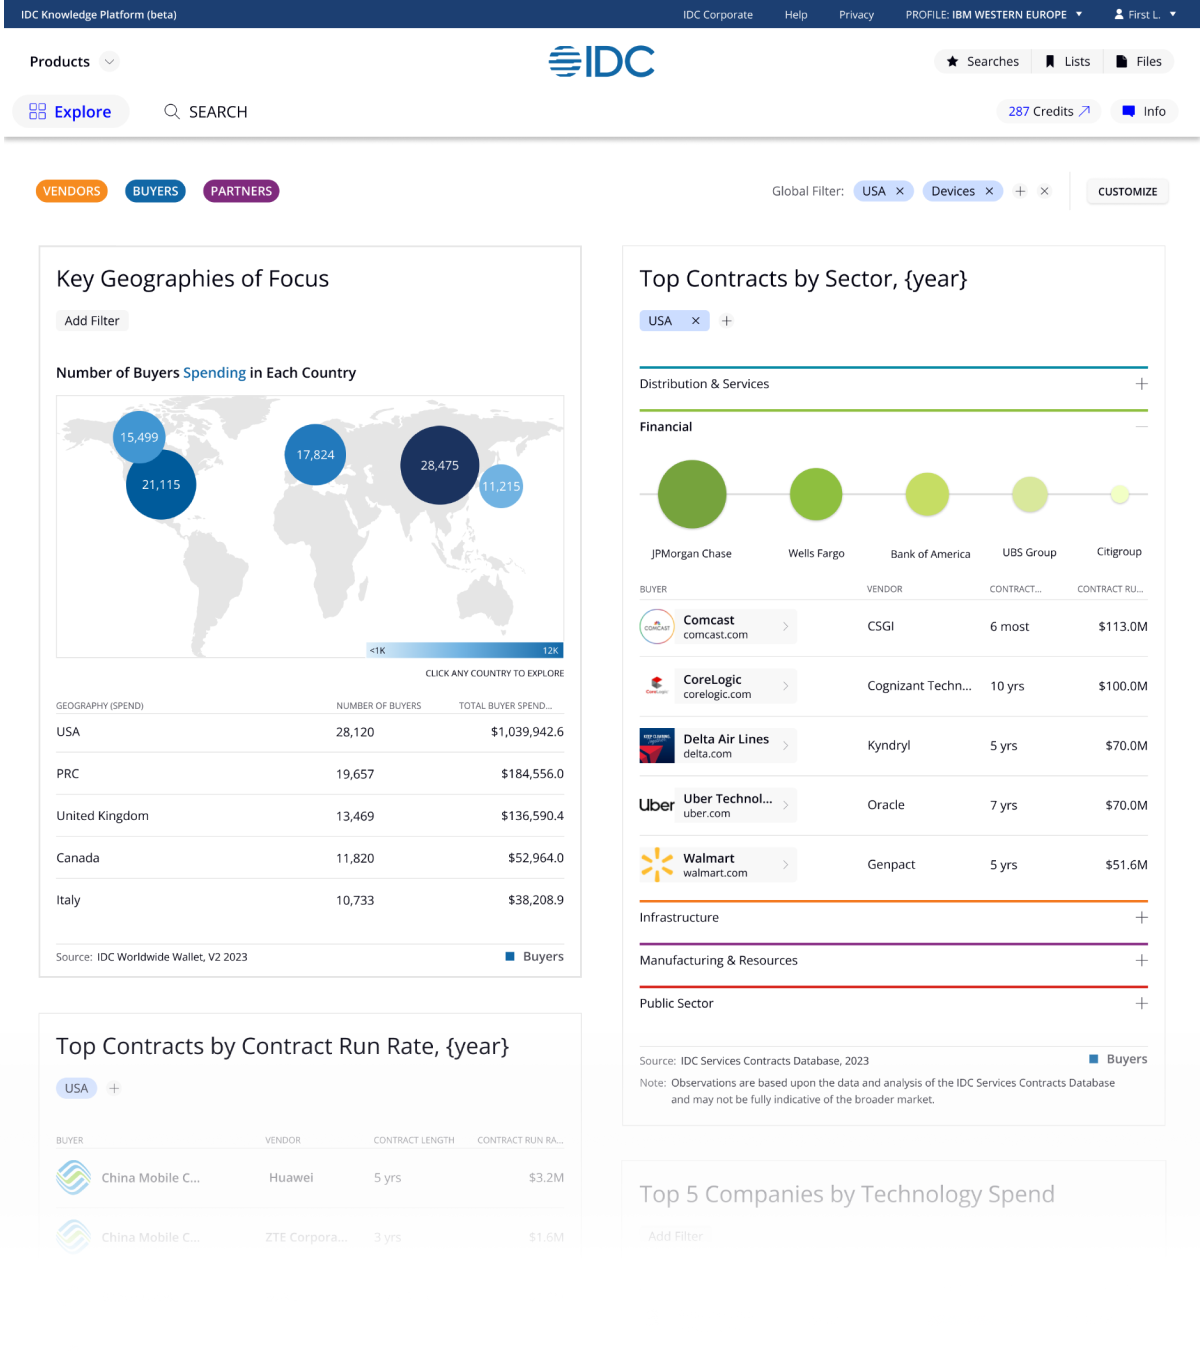 IDC Knowledge Platform (beta)
IDC Corporate Help Privacy PROFILE: IBM WESTERN EUROPE First L.
Products
IDC
Searches Lists Files
Explore SEARCH
287 Credits Info
VENDORS BUYERS PARTNERS
Global Filter: USA Devices CUSTOMIZE
Key Geographies of Focus
Add Filter
Number of Buyers Spending in Each Country
15,499
21,115
17,824
28,475
11,215
<1K 12K
CLICK ANY COUNTRY TO EXPLORE
GEOGRAPHY (SPEND) NUMBER OF BUYERS TOTAL BUYER SPEND...
USA 28,120 $1,039,942.6
PRC 19,657 $184,556.0
United Kingdom 13,469 $136,590.4
Canada 11,820 $52,964.0
Italy 10,733 $38,208.9
Source: IDC Worldwide Wallet, V2 2023 Buyers
Top Contracts by Contract Run Rate, {year}
USA
BUYER VENDOR CONTRACT LENGTH CONTRACT RUN RA...
China Mobile C... Huawei 5 yrs $3.2M
China Mobile C... ZTE Corpora... 3 yrs $1.6M
Top Contracts by Sector, {year}
USA
Distribution & Services
Financial
JPMorgan Chase Wells Fargo Bank of America UBS Group Citigroup
BUYER VENDOR CONTRACT... CONTRACT RU...
COMCAST
Comcast
comcast.com
CSGI 6 most $113.0M
CoreLogic
CoreLogic
corelogic.com
Cognizant Techn... 10 yrs $100.0M
KEEP CLIMBING
Delta Air Lines
delta.com
Kyndryl 5 yrs $70.0M
Uber
Uber Technol...
uber.com
Oracle 7 yrs $70.0M
Walmart
walmart.com
Genpact 5 yrs $51.6M
Infrastructure
Manufacturing & Resources
Public Sector
Source: IDC Services Contracts Database, 2023 Buyers
Note: Observations are based upon the data and analysis of the IDC Services Contracts Database
and may not be fully indicative of the broader market.
Top 5 Companies by Technology Spend
Add Filter